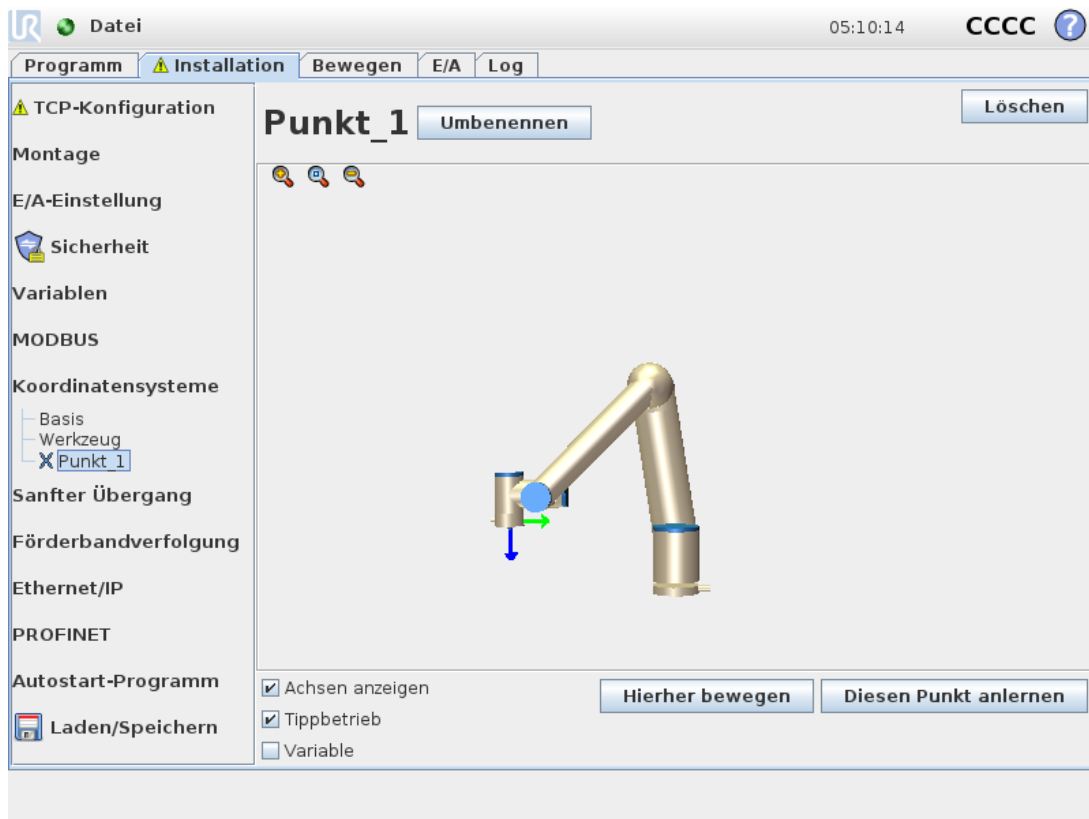 UR Datei 05:10:14 CCCC ?
Programm Installation Bewegen E/A Log
TCP-Konfiguration
Montage
E/A-Einstellung
Sicherheit
Variablen
MODBUS
Koordinatensysteme
Basis
Werkzeug
Punkt_1
Sanfter Übergang
Förderbandverfolgung
Ethernet/IP
PROFINET
Autostart-Programm
Laden/Speichern
Punkt_1 Umbenennen Löschen
Achsen anzeigen
Tippbetrieb
Variable
Hierher bewegen Diesen Punkt anlernen